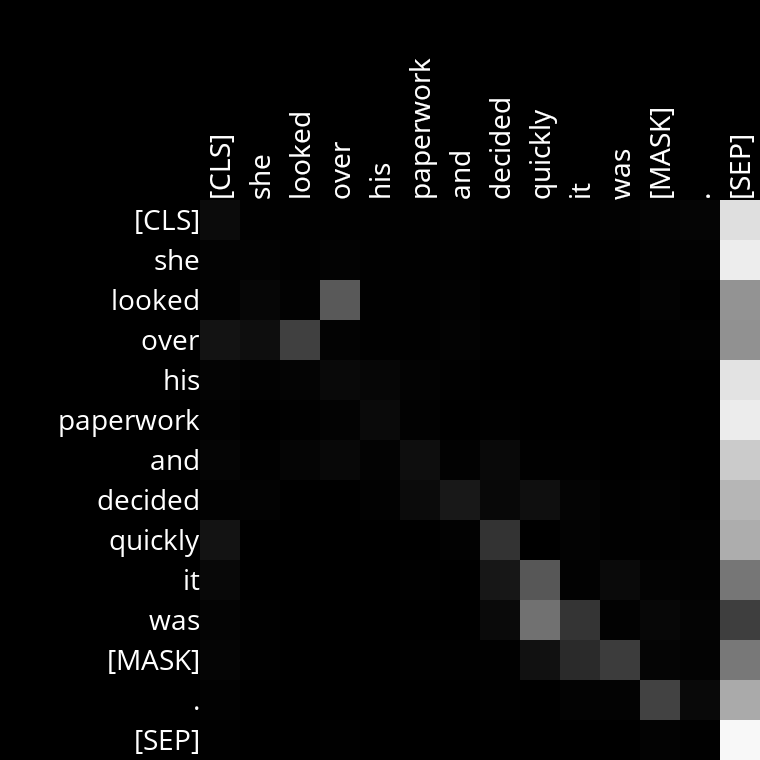 [CLS] she looked over his paperwork and decided quickly it was [MASK] . [SEP]
[CLS]
she
looked
over
his
paperwork
and
decided
quickly
it
was
[MASK]
.
[SEP]